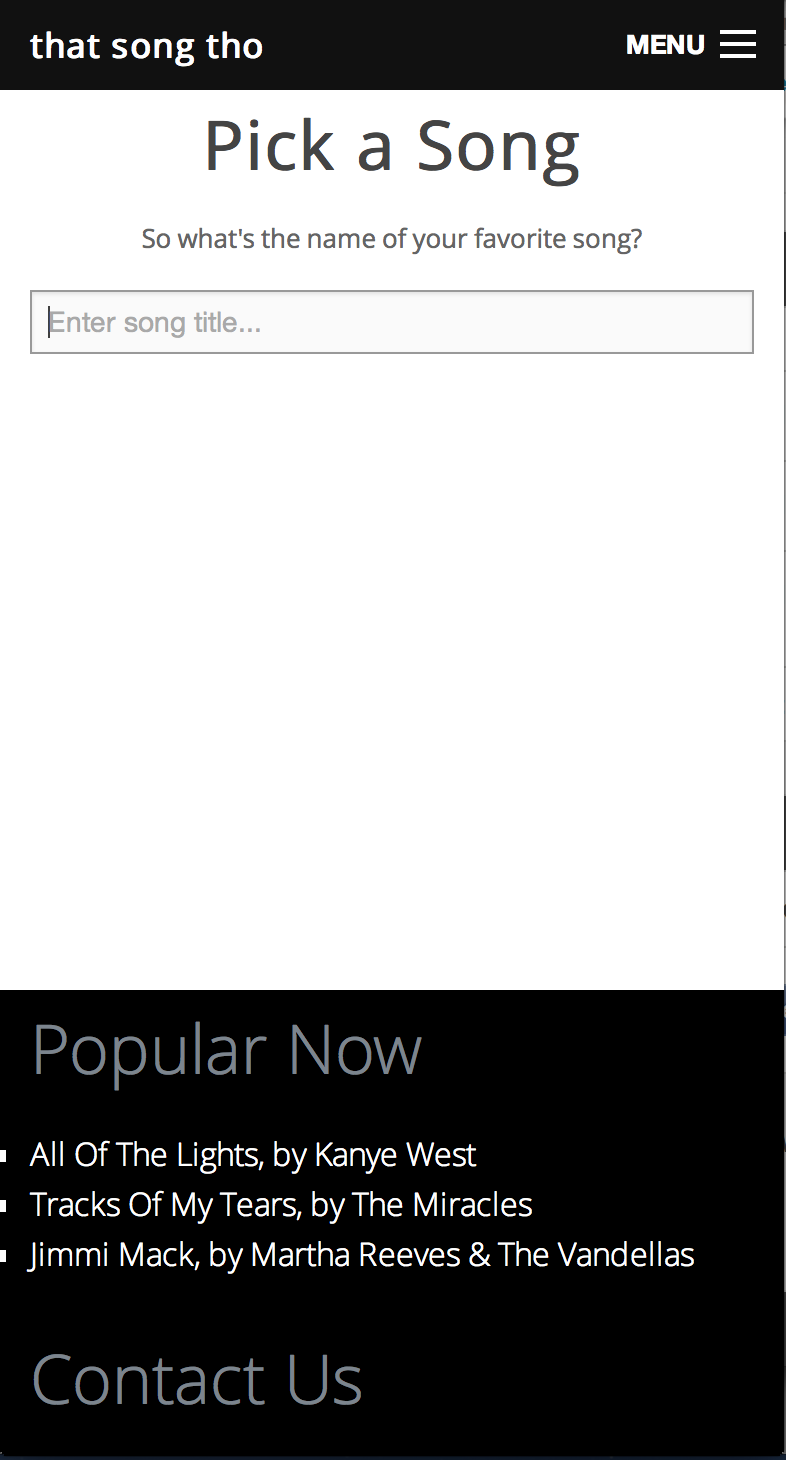 that song tho
MENU
Pick a Song
So what's the name of your favorite song?
Enter song title...
Popular Now
All Of The Lights, by Kanye West
Tracks Of My Tears, by The Miracles
Jimmi Mack, by Martha Reeves & The Vandellas
Contact Us